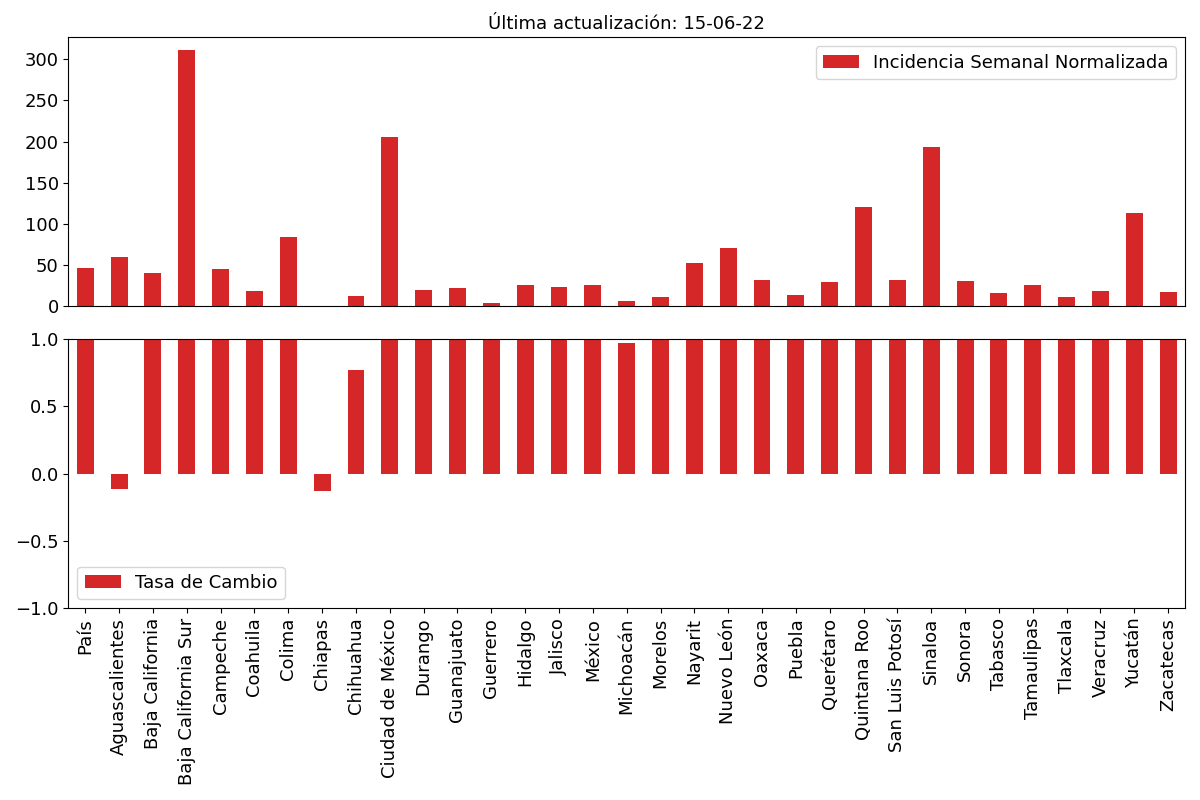 Última actualización: 15-06-22
300
250
200
150
100
50
0
Incidencia Semanal Normalizada
1.0
0.5
0.0
−0.5
−1.0
Tasa de Cambio
País
Aguascalientes
Baja California
Baja California Sur
Campeche
Coahuila
Colima
Chiapas
Chihuahua
Ciudad de México
Durango
Guanajuato
Guerrero
Hidalgo
Jalisco
México
Michoacán
Morelos
Nayarit
Nuevo León
Oaxaca
Puebla
Querétaro
Quintana Roo
San Luis Potosí
Sinaloa
Sonora
Tabasco
Tamaulipas
Tlaxcala
Veracruz
Yucatán
Zacatecas